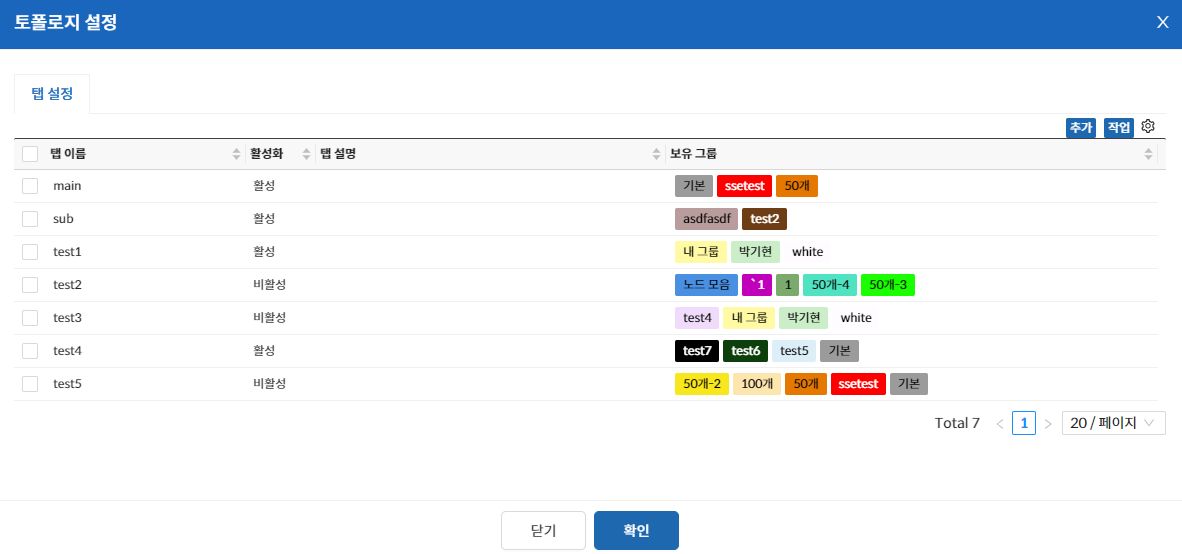 토폴로지 설정 X
탭 설정
추가 작업
탭 이름 활성화 탭 설명 보유 그룹
main 활성 기본 ssetest 50개
sub 활성 asdfasdf test2
test1 활성 내 그룹 박기현 white
test2 비활성 노드 모음 `1 1 50개-4 50개-3
test3 비활성 test4 내 그룹 박기현 white
test4 활성 test7 test6 test5 기본
test5 비활성 50개-2 100개 50개 ssetest 기본
Total 7 < 1 > 20 / 페이지
닫기 확인